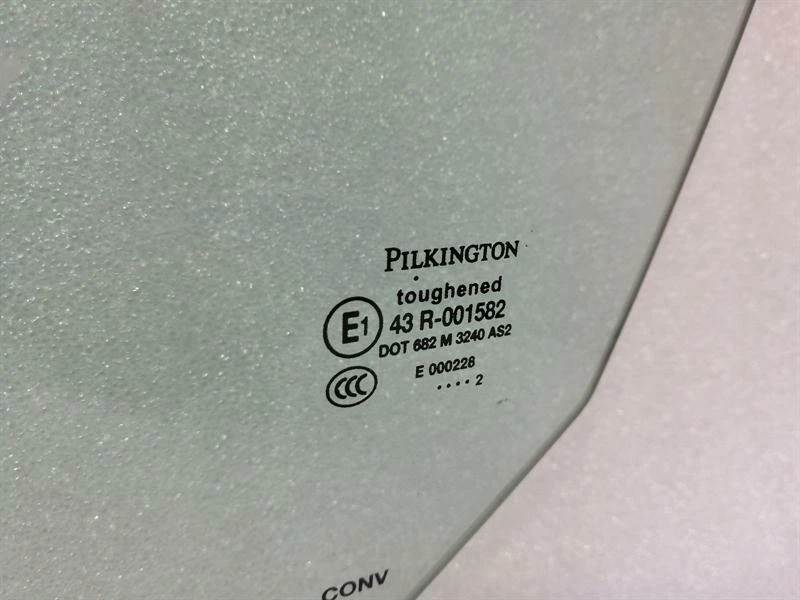 PILKINGTON
toughened
E1 43 R-001582
DOT 682 M 3240 AS2
CCC E 000228
.... 2
CONV